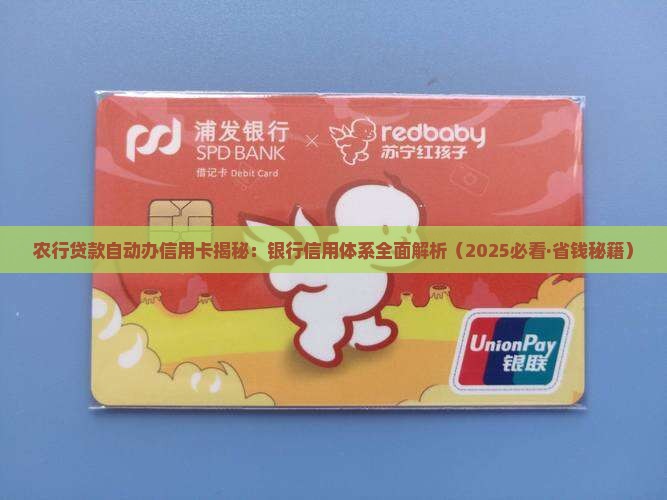 浦发银行
SPD BANK
借记卡 Debit Card
×
redbaby
苏宁红孩子
农行贷款自动办信用卡揭秘：银行信用体系全面解析（2025必看·省钱秘籍）
UnionPay
银联